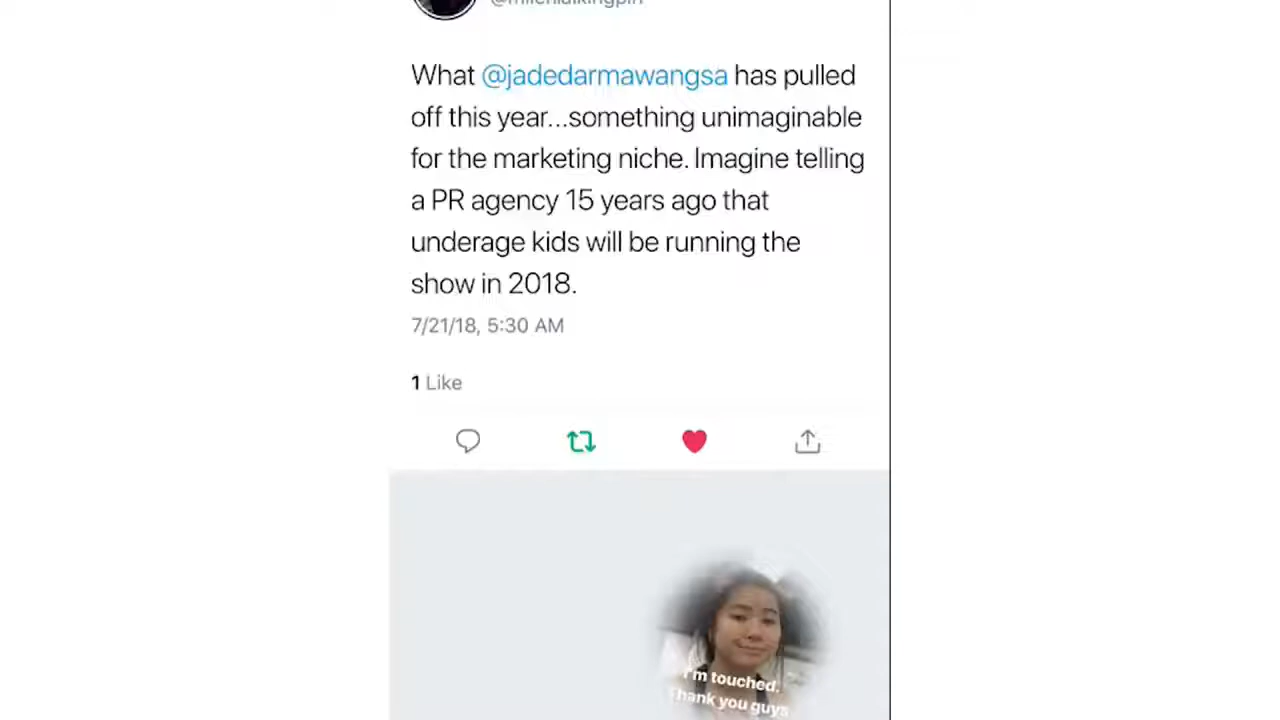 What @jadedarmawangsa has pulled
off this year...something unimaginable
for the marketing niche. Imagine telling
a PR agency 15 years ago that
underage kids will be running the
show in 2018.
7/21/18, 5:30 AM
1 Like
I'm touched.
Thank you guys